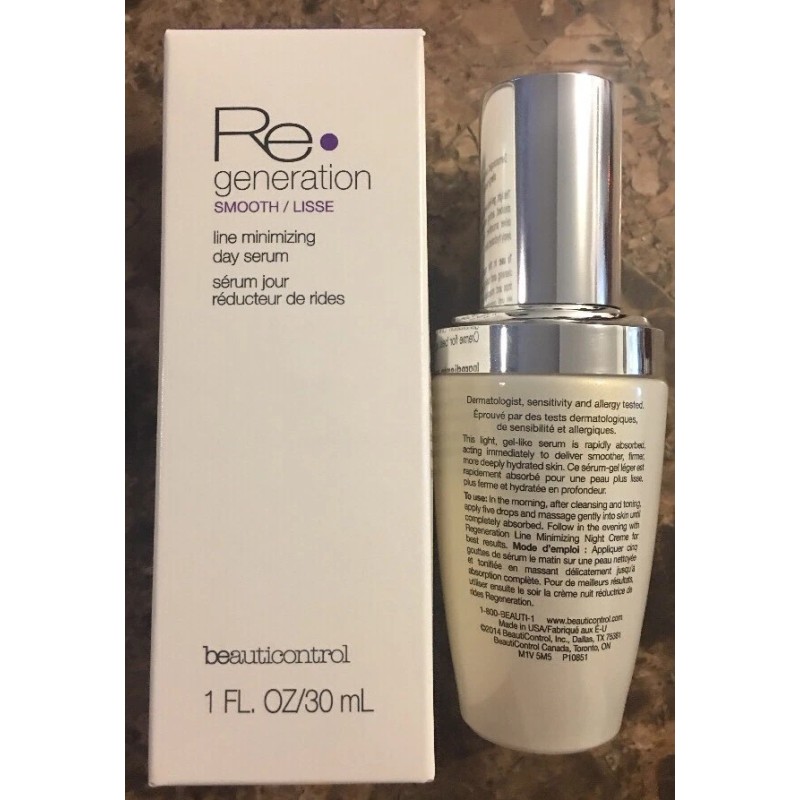 Re•
generation
SMOOTH / LISSE
line minimizing
day serum
sérum jour
réducteur de rides
beauticontrol
1 FL. OZ/30 mL
Dermatologist, sensitivity and allergy tested.
Éprouvé par des tests dermatologiques,
de sensibilité et allergiques.
This light, gel-like serum is rapidly absorbed,
acting immediately to deliver smoother, firmer,
more deeply hydrated skin. Ce sérum-gel léger est
rapidement absorbé pour une peau plus lisse,
plus ferme et hydratée en profondeur.
To use: In the morning, after cleansing and toning,
apply five drops and massage gently into skin until
completely absorbed. Follow in the evening with
Regeneration Line Minimizing Night Creme for
best results. Mode d'emploi : Appliquer cinq
gouttes de sérum le matin sur une peau nettoyée
et tonifiée en massant délicatement jusqu'à
absorption complète. Pour de meilleurs résultats,
utiliser ensuite le soir la crème nuit réductrice de
rides Regeneration.
1-800-BEAUTI-1 www.beauticontrol.com
Made in USA/Fabriqué aux É-U
©2014 BeautiControl, Inc., Dallas, TX 75381
BeautiControl Canada, Toronto, ON
M1V 5M5 P10851